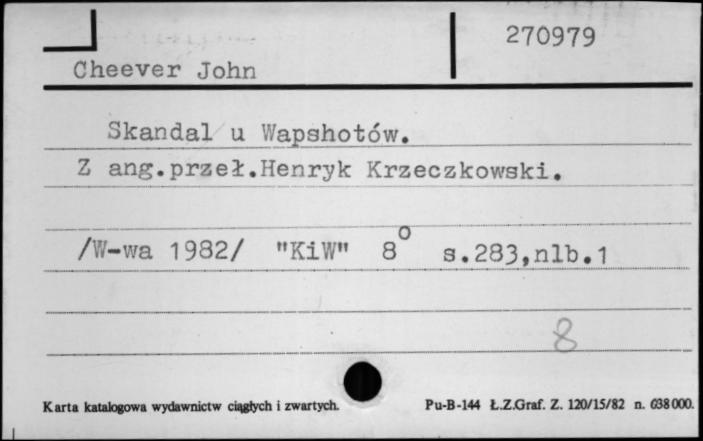 270979
Cheever John
Skandal u Wapshotów.
Z ang.przeł.Henryk Krzeczkowski.
/W-wa 1982/ "KiW" 8° s.283,nlb.1
8
Karta katalogowa wydawnictw ciągłych i zwartych. Pu-B-144 Ł.Z.Graf. Z. 120/15/82 n. 638000.